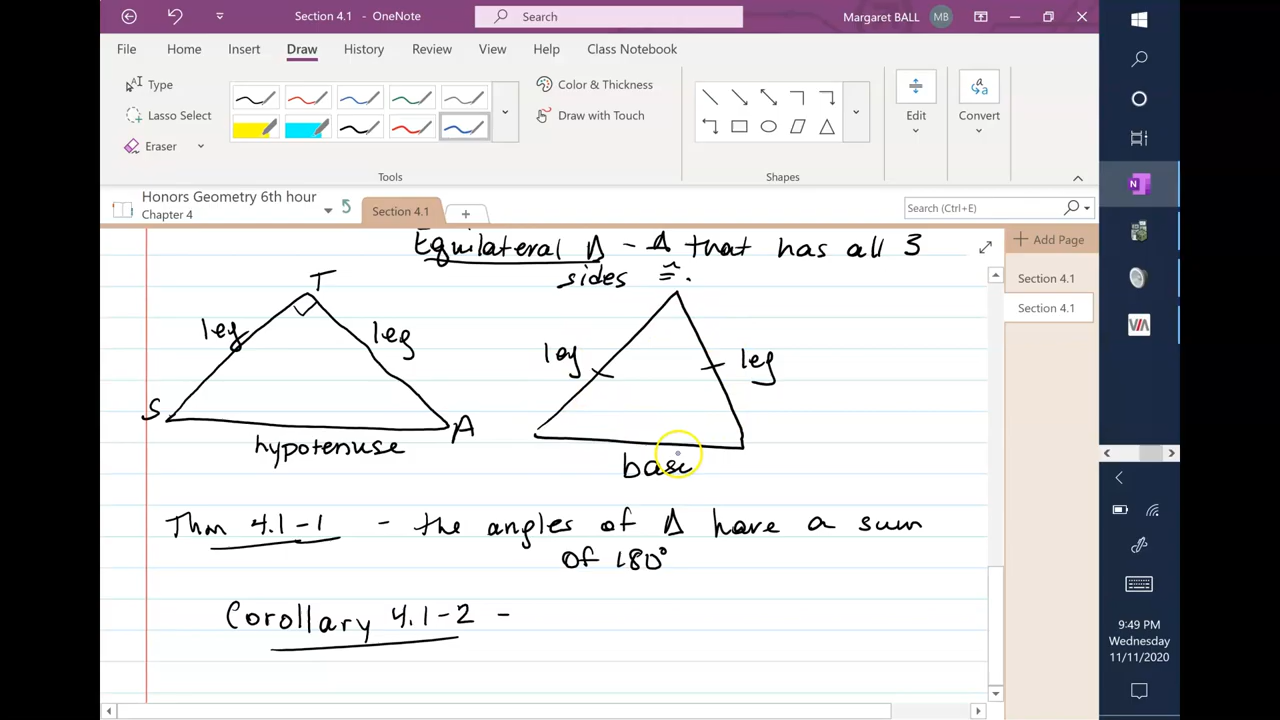 Section 4.1 - OneNote
Search
Margaret BALL MB
File Home Insert Draw History Review View Help Class Notebook
Type
Lasso Select
Eraser
Color & Thickness
Draw with Touch
Edit
Convert
Tools
Shapes
Honors Geometry 6th hour
Chapter 4
Section 4.1
Search (Ctrl+E)
Add Page
Section 4.1
Section 4.1
Equilateral Δ - Δ that has all 3
sides ≅.
T
leg leg
S A
hypotenuse
leg leg
base
Thm 4.1-1 - the angles of Δ have a sum
of 180°
Corollary 4.1-2 -
N
VIA
9:49 PM
Wednesday
11/11/2020